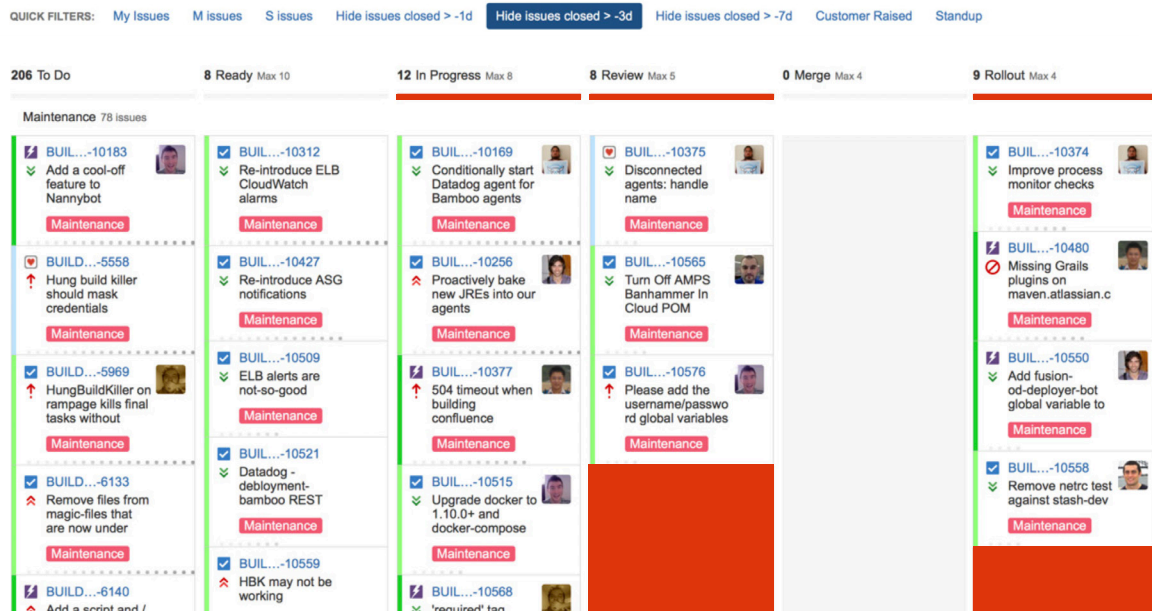 QUICK FILTERS: My Issues M issues S issues Hide issues closed > -1d Hide issues closed > -3d Hide issues closed > -7d Customer Raised Standup
206 To Do
8 Ready Max 10
12 In Progress Max 8
8 Review Max 5
0 Merge Max 4
9 Rollout Max 4
Maintenance 78 issues
BUIL...-10183
Add a cool-off
feature to
Nannybot
Maintenance
BUILD...-5558
Hung build killer
should mask
credentials
Maintenance
BUILD...-5969
HungBuildKiller on
rampage kills final
tasks without
Maintenance
BUILD...-6133
Remove files from
magic-files that
are now under
Maintenance
BUILD...-6140
Add a script and /
BUIL...-10312
Re-introduce ELB
CloudWatch
alarms
Maintenance
BUIL...-10427
Re-introduce ASG
notifications
Maintenance
BUIL...-10509
ELB alerts are
not-so-good
Maintenance
BUIL...-10521
Datadog -
debloyment-
bamboo REST
Maintenance
BUIL...-10559
HBK may not be
working
BUIL...-10169
Conditionally start
Datadog agent for
Bamboo agents
Maintenance
BUIL...-10256
Proactively bake
new JREs into our
agents
Maintenance
BUIL...-10377
504 timeout when
building
confluence
Maintenance
BUIL...-10515
Upgrade docker to
1.10.0+ and
docker-compose
Maintenance
BUIL...-10568
'required' tag
BUIL...-10375
Disconnected
agents: handle
name
Maintenance
BUIL...-10565
Turn Off AMPS
Banhammer In
Cloud POM
Maintenance
BUIL...-10576
Please add the
username/passwo
rd global variables
Maintenance
BUIL...-10374
Improve process
monitor checks
Maintenance
BUIL...-10480
Missing Grails
plugins on
maven.atlassian.c
Maintenance
BUIL...-10550
Add fusion-
od-deployer-bot
global variable to
Maintenance
BUIL...-10558
Remove netrc test
against stash-dev
Maintenance